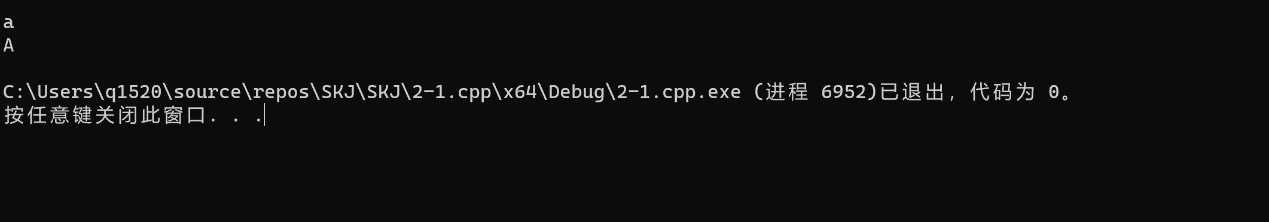 a
A
C:\Users\q1520\source\repos\SKJ\SKJ\2-1.cpp\x64\Debug\2-1.cpp.exe (进程 6952)已退出，代码为 0。
按任意键关闭此窗口. . .